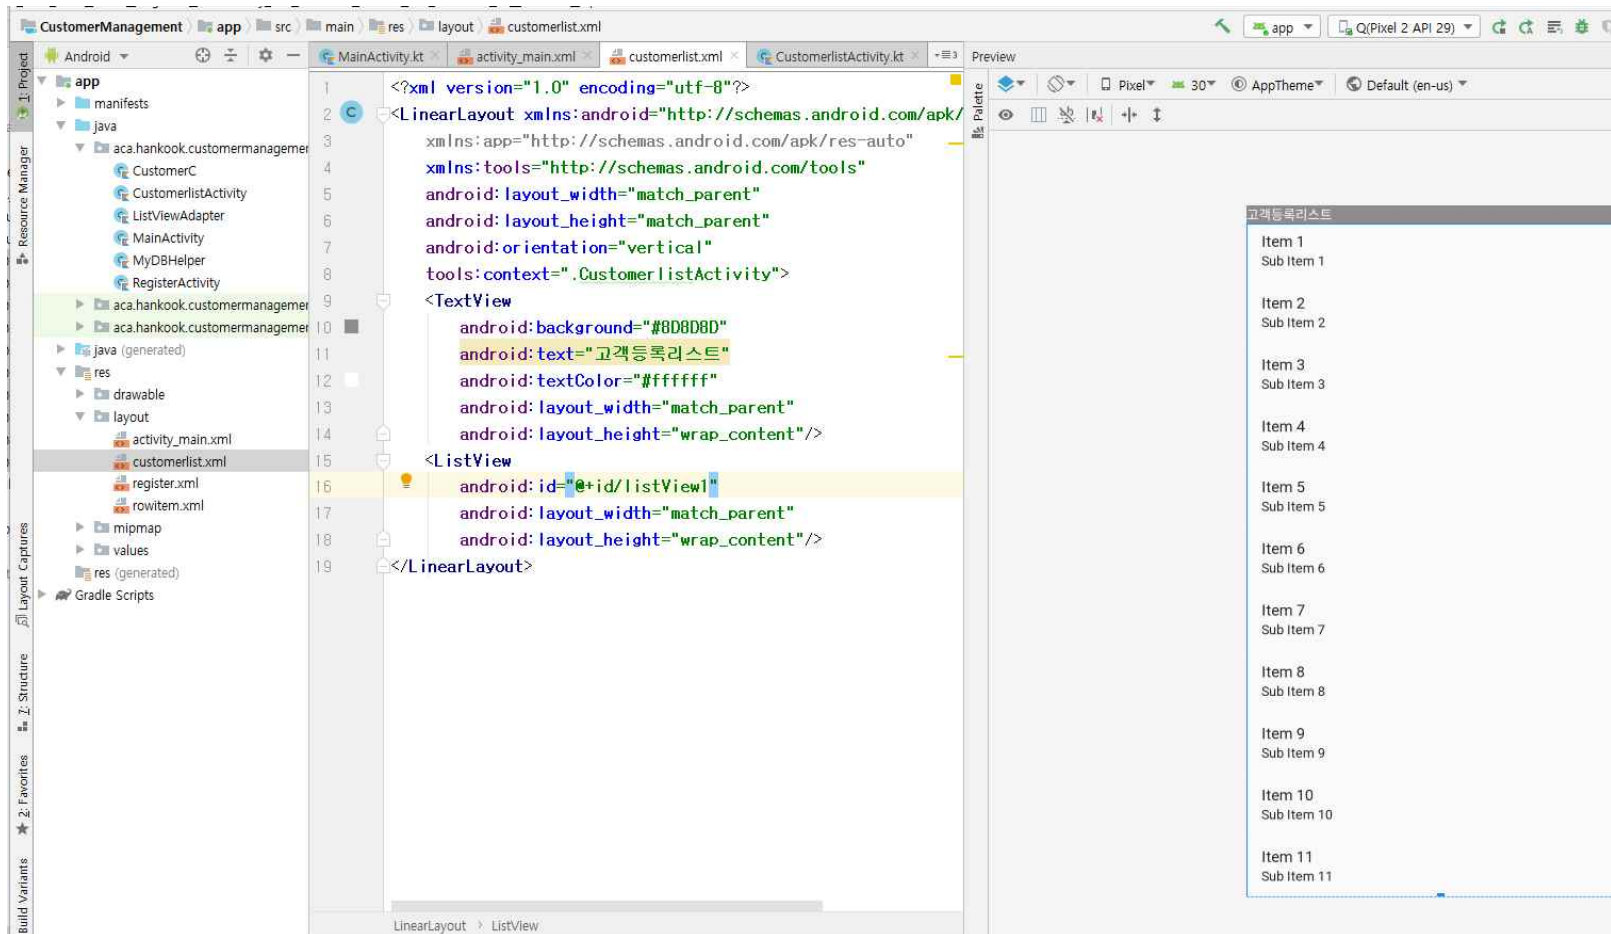 CustomerManagement app src main res layout customerlist.xml
app Q(Pixel 2 API 29)
1: Project
Resource Manager
Layout Captures
7: Structure
2: Favorites
Build Variants
Android
app
manifests
java
aca.hankook.customermanagemer
CustomerC
CustomerlistActivity
ListViewAdapter
MainActivity
MyDBHelper
RegisterActivity
aca.hankook.customermanagemer
aca.hankook.customermanagemer
java (generated)
res
drawable
layout
activity_main.xml
customerlist.xml
register.xml
rowitem.xml
mipmap
values
res (generated)
Gradle Scripts
MainActivity.kt activity_main.xml customerlist.xml CustomerlistActivity.kt 3
1 <?xml version="1.0" encoding="utf-8"?>
2 C <LinearLayout xmlns:android="http://schemas.android.com/apk/
3 xmlns:app="http://schemas.android.com/apk/res-auto"
4 xmlns:tools="http://schemas.android.com/tools"
5 android:layout_width="match_parent"
6 android:layout_height="match_parent"
7 android:orientation="vertical"
8 tools:context=".CustomerlistActivity">
9 <TextView
10 android:background="#8D8D8D"
11 android:text="고객등록리스트"
12 android:textColor="#ffffff"
13 android:layout_width="match_parent"
14 android:layout_height="wrap_content"/>
15 <ListView
16 android:id="@+id/listView1"
17 android:layout_width="match_parent"
18 android:layout_height="wrap_content"/>
19 </LinearLayout>
LinearLayout > ListView
Preview
Palette
Pixel 30 AppTheme Default (en-us)
고객등록리스트
Item 1
Sub Item 1
Item 2
Sub Item 2
Item 3
Sub Item 3
Item 4
Sub Item 4
Item 5
Sub Item 5
Item 6
Sub Item 6
Item 7
Sub Item 7
Item 8
Sub Item 8
Item 9
Sub Item 9
Item 10
Sub Item 10
Item 11
Sub Item 11